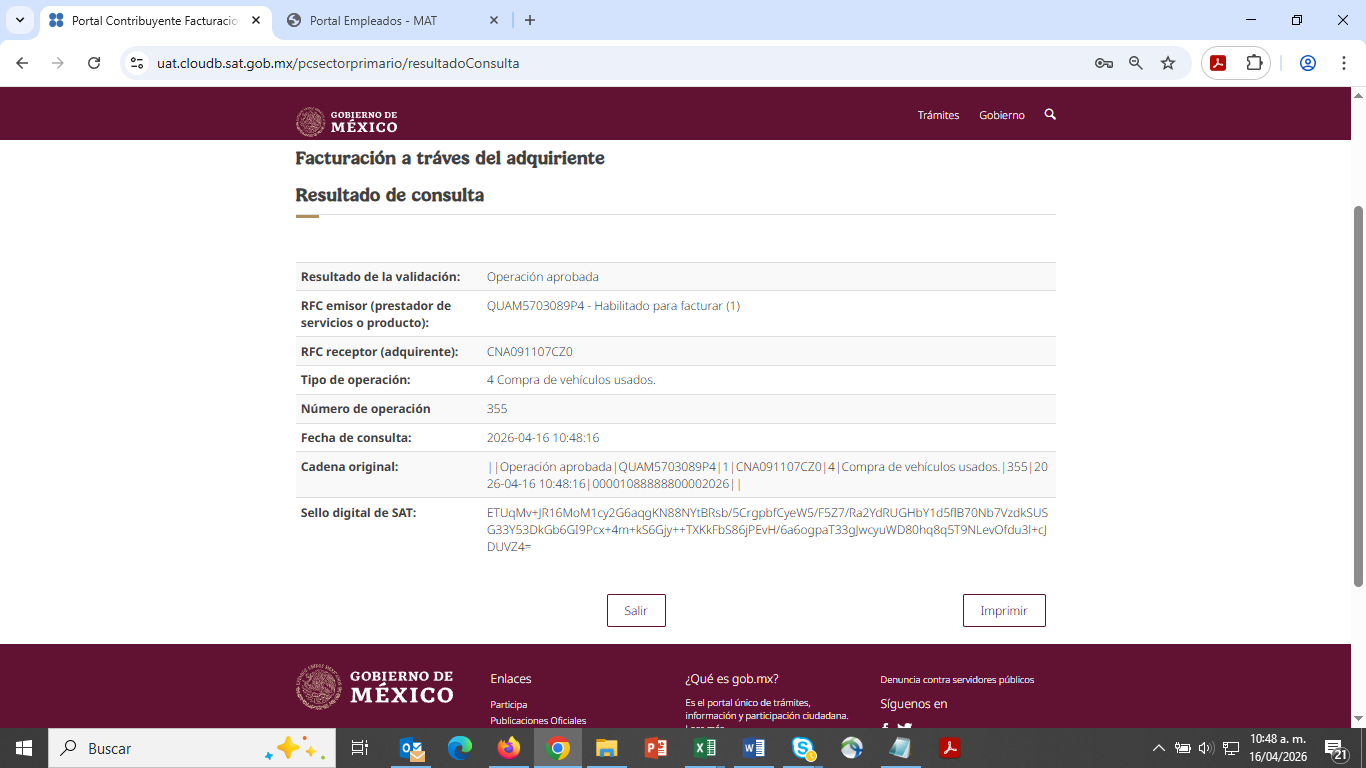 Portal Contribuyente Facturacio
Portal Empleados - MAT
uat.cloudb.sat.gob.mx/pcsectorprimario/resultadoConsulta
GOBIERNO DE
MÉXICO
Trámites
Gobierno
Facturación a tráves del adquiriente
Resultado de consulta
Resultado de la validación:
Operación aprobada
RFC emisor (prestador de
servicios o producto):
QUAM5703089P4 - Habilitado para facturar (1)
RFC receptor (adquirente):
CNA091107CZ0
Tipo de operación:
4 Compra de vehículos usados.
Número de operación
355
Fecha de consulta:
2026-04-16 10:48:16
Cadena original:
||Operación aprobada|QUAM5703089P4|1|CNA091107CZ0|4|Compra de vehículos usados.|355|20
26-04-16 10:48:16|00001088888800002026||
Sello digital de SAT:
ETUqMv+JR16MoM1cy2G6aqgKN88NYtBRsb/5CrgpbfCyeW5/F5Z7/Ra2YdRUGHbY1d5flB70Nb7VzdkSUS
G33Y53DkGb6GI9Pcx+4m+kS6Gjy++TXKkFbS86jPEvH/6a6ogpaT33gJwcyuWD80hq8q5T9NLevOfdu3l+cJ
DUVZ4=
Salir
Imprimir
GOBIERNO DE
MÉXICO
Enlaces
Participa
Publicaciones Oficiales
¿Qué es gob.mx?
Es el portal único de trámites,
información y participación ciudadana.
Denuncia contra servidores públicos
Síguenos en
Buscar
10:48 a. m.
16/04/2026
21